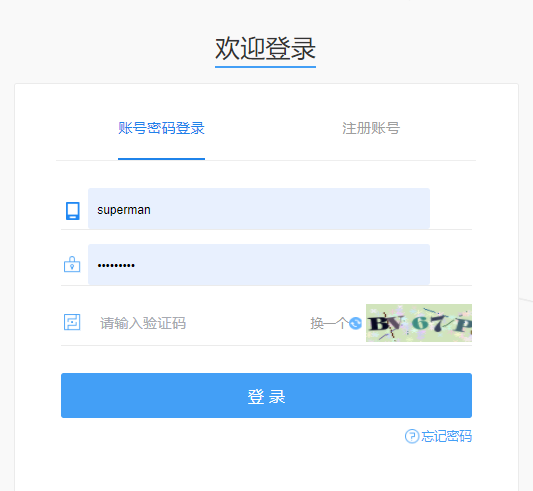 欢迎登录
账号密码登录 注册账号
superman
•••••••••
请输入验证码 换一个
登 录
忘记密码